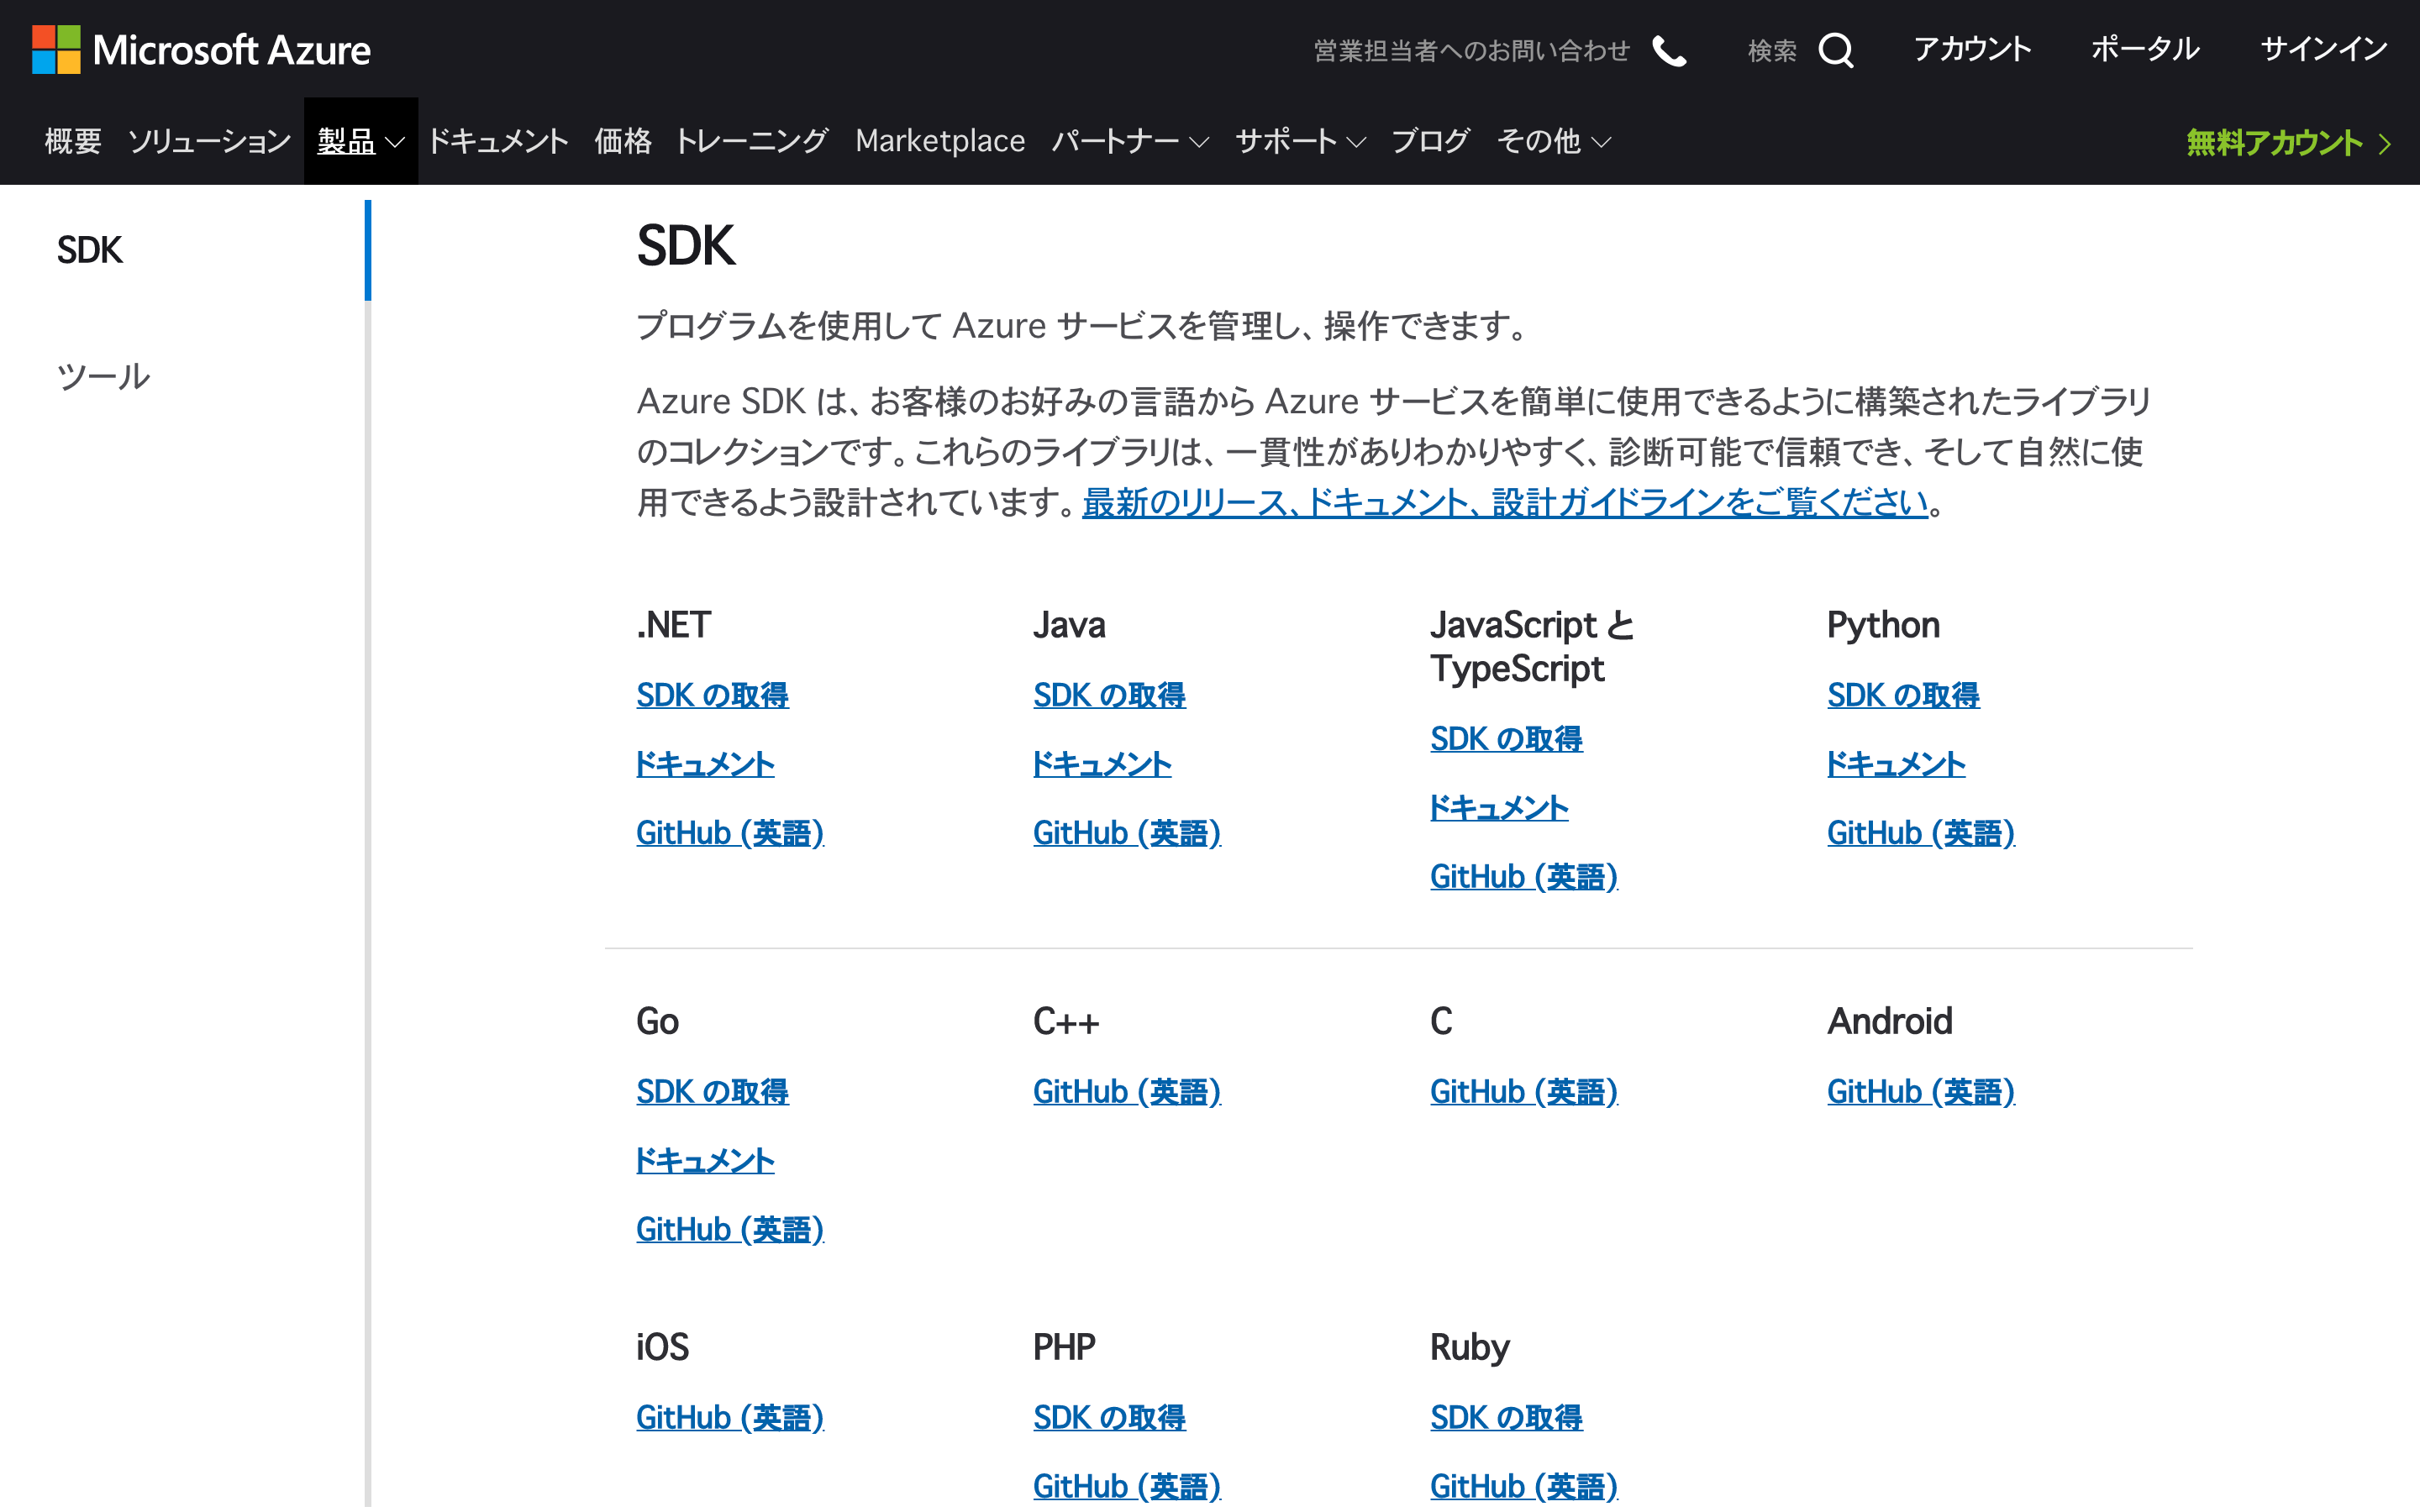 Microsoft Azure
営業担当者へのお問い合わせ
検索
アカウント
ポータル
サインイン
概要 ソリューション 製品 ドキュメント 価格 トレーニング Marketplace パートナー サポート ブログ その他
無料アカウント
SDK
ツール
SDK
プログラムを使用して Azure サービスを管理し、操作できます。
Azure SDK は、お客様のお好みの言語から Azure サービスを簡単に使用できるように構築されたライブラリ
のコレクションです。これらのライブラリは、一貫性がありわかりやすく、診断可能で信頼でき、そして自然に使
用できるよう設計されています。最新のリリース、ドキュメント、設計ガイドラインをご覧ください。
.NET
SDK の取得
ドキュメント
GitHub (英語)
Java
SDK の取得
ドキュメント
GitHub (英語)
JavaScript と
TypeScript
SDK の取得
ドキュメント
GitHub (英語)
Python
SDK の取得
ドキュメント
GitHub (英語)
Go
SDK の取得
ドキュメント
GitHub (英語)
C++
GitHub (英語)
C
GitHub (英語)
Android
GitHub (英語)
iOS
GitHub (英語)
PHP
SDK の取得
GitHub (英語)
Ruby
SDK の取得
GitHub (英語)